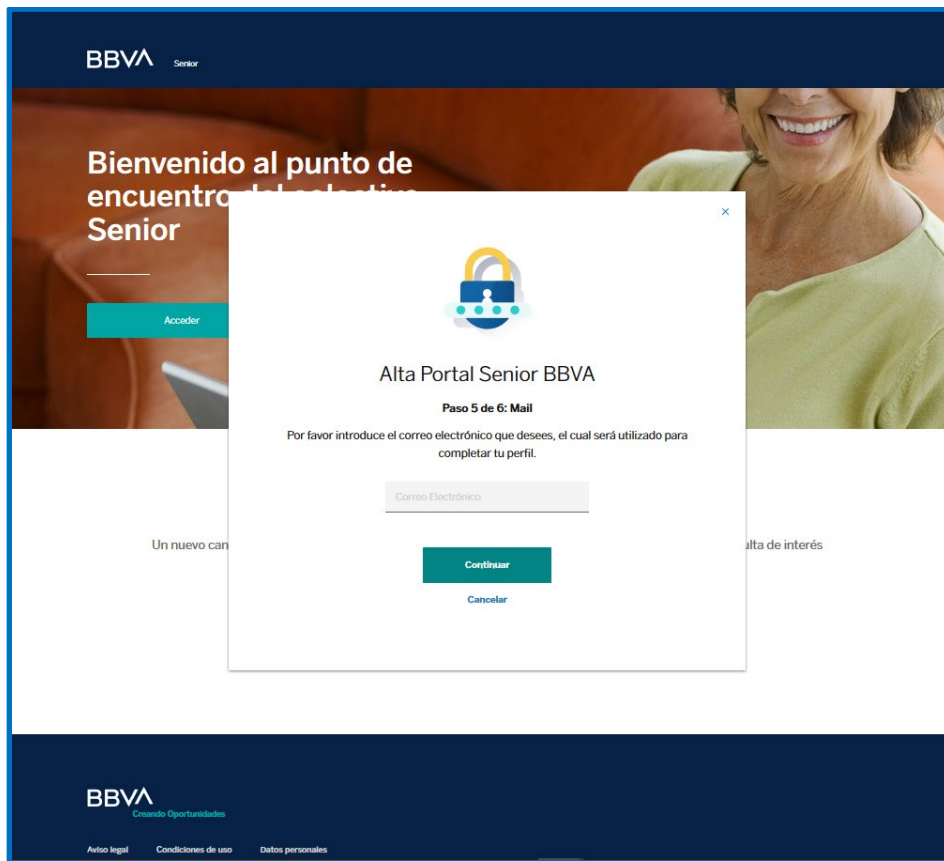 BBVA Senior
Bienvenido al punto de
encuentro del colectivo
Senior
Acceder
×
Alta Portal Senior BBVA
Paso 5 de 6: Mail
Por favor introduce el correo electrónico que desees, el cual será utilizado para
completar tu perfil.
Correo Electrónico
Continuar
Cancelar
Un nuevo can
ulta de interés
BBVA
Creando Oportunidades
Aviso legal Condiciones de uso Datos personales